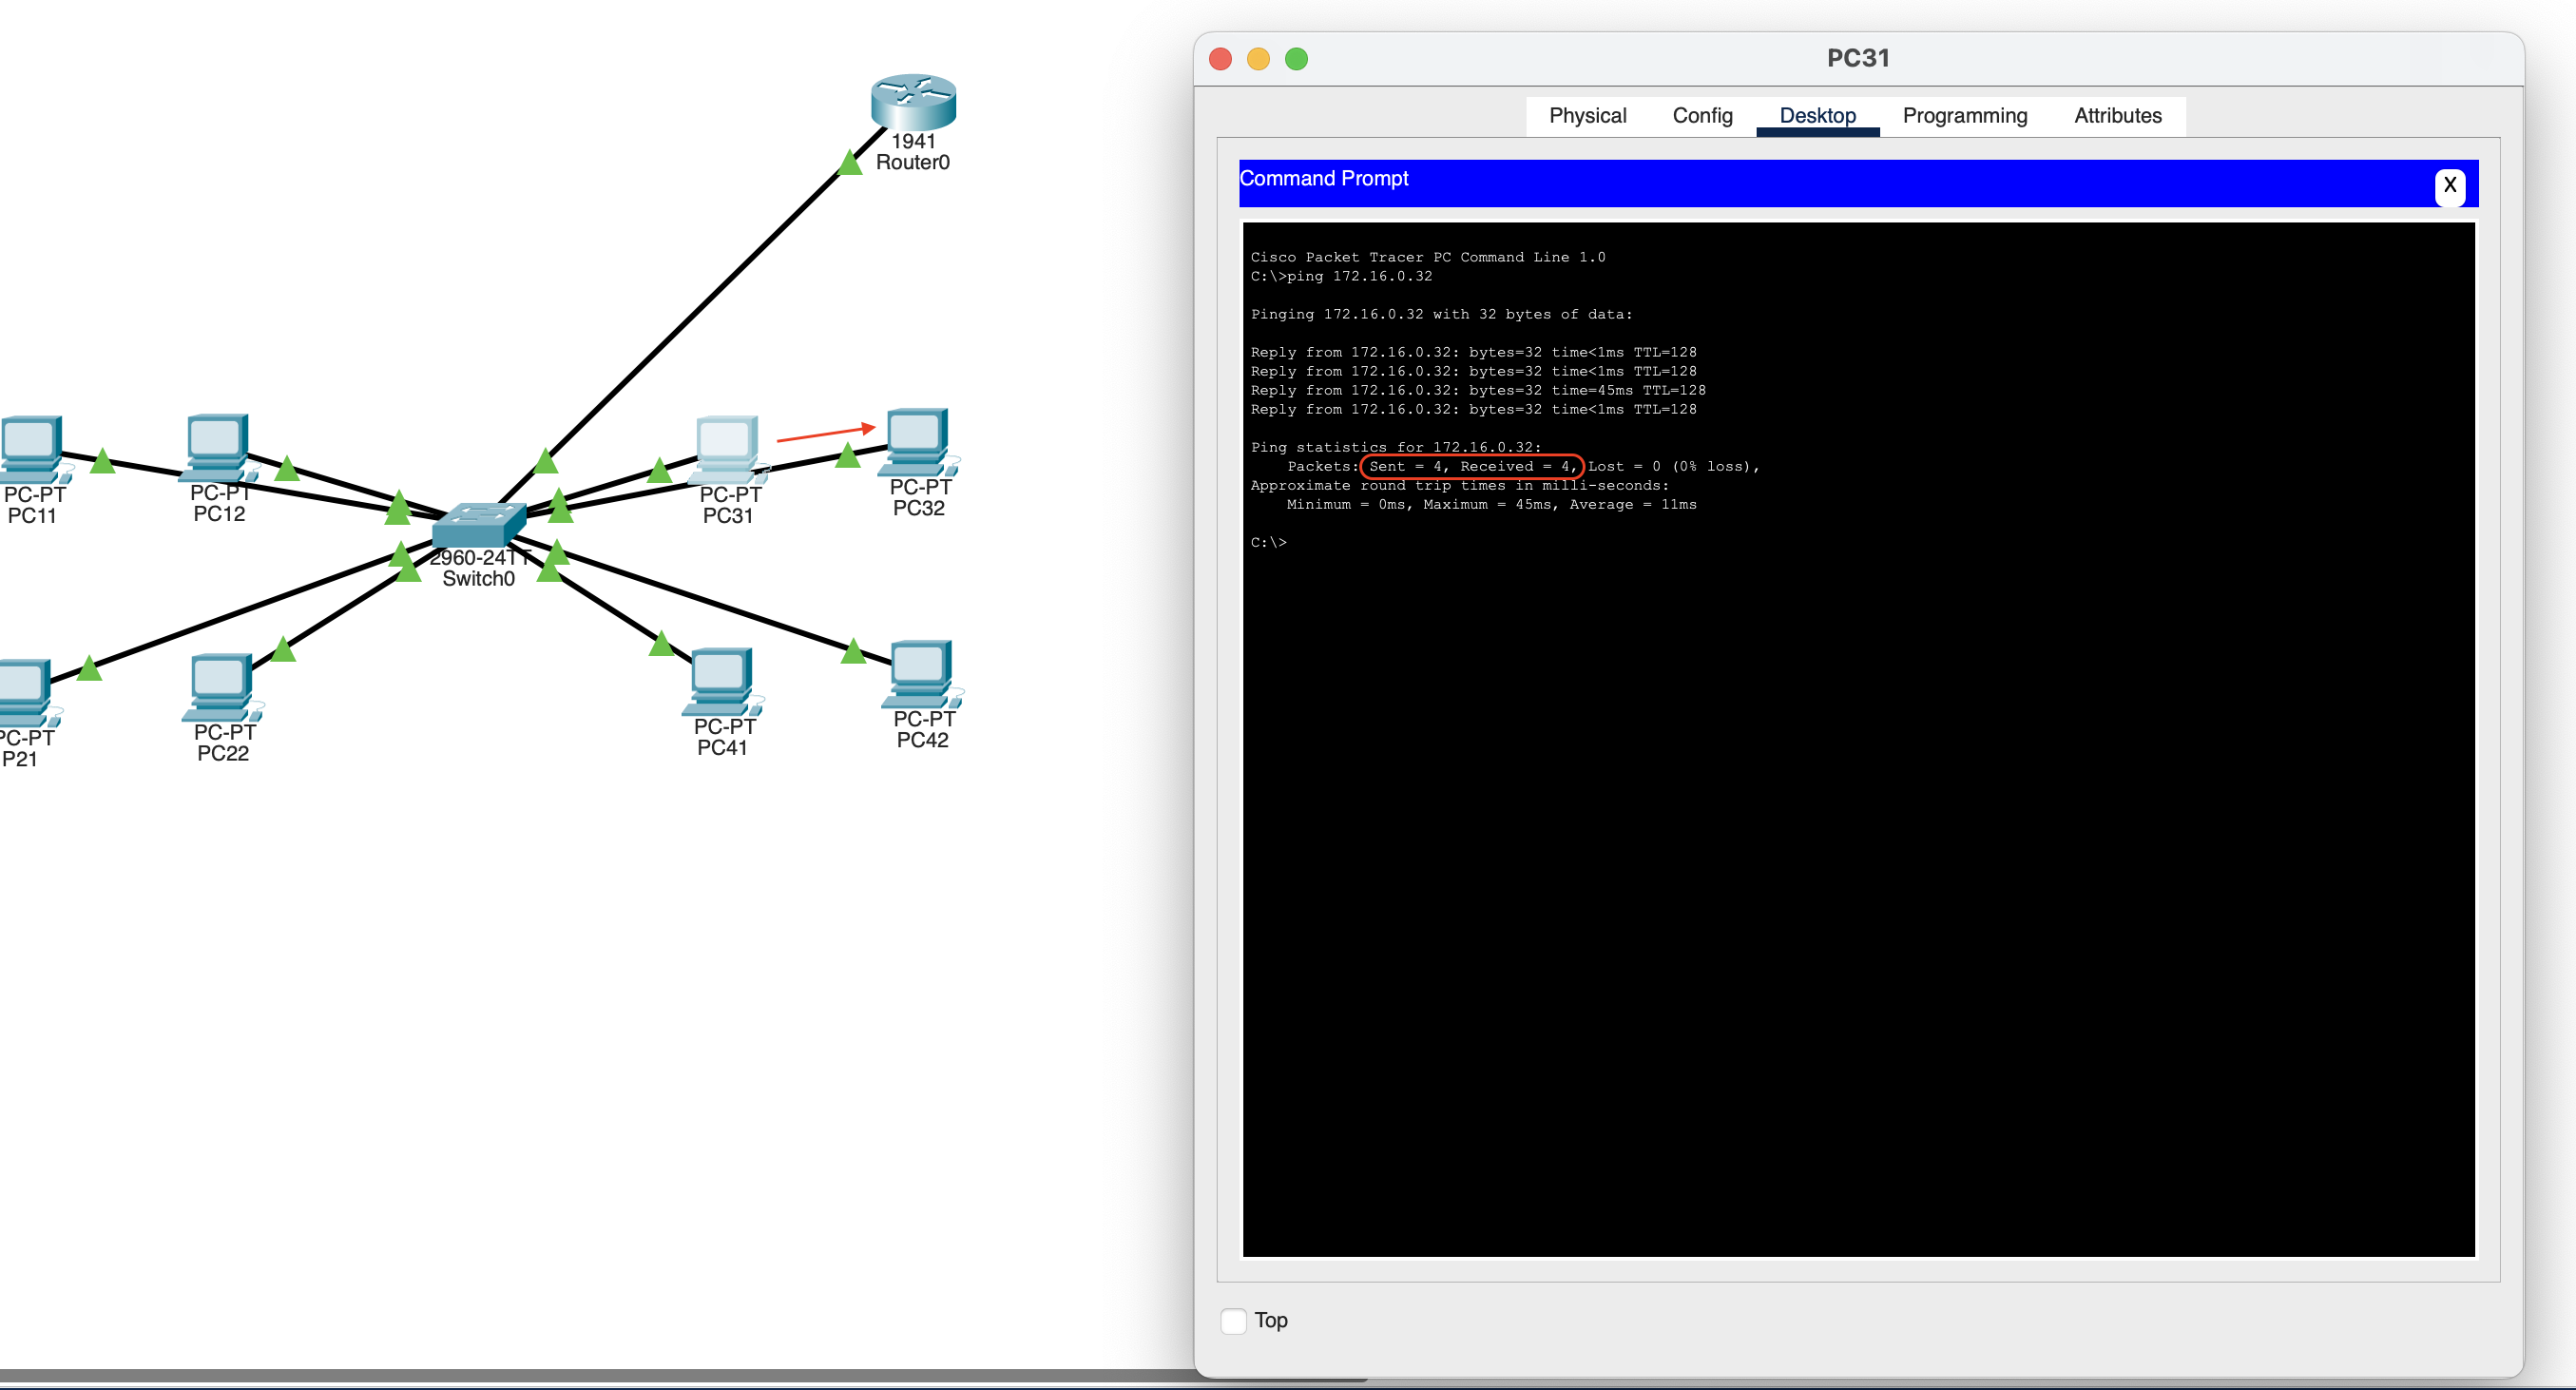 1941
Router0
PC-PT
PC11
PC-PT
PC12
PC-PT
PC31
PC-PT
PC32
2960-24TT
Switch0
PC-PT
P21
PC-PT
PC22
PC-PT
PC41
PC-PT
PC42
PC31
Physical Config Desktop Programming Attributes
Command Prompt
X
Cisco Packet Tracer PC Command Line 1.0
C:\>ping 172.16.0.32
Pinging 172.16.0.32 with 32 bytes of data:
Reply from 172.16.0.32: bytes=32 time<1ms TTL=128
Reply from 172.16.0.32: bytes=32 time<1ms TTL=128
Reply from 172.16.0.32: bytes=32 time=45ms TTL=128
Reply from 172.16.0.32: bytes=32 time<1ms TTL=128
Ping statistics for 172.16.0.32:
Packets: Sent = 4, Received = 4, Lost = 0 (0% loss),
Approximate round trip times in milli-seconds:
Minimum = 0ms, Maximum = 45ms, Average = 11ms
C:\>
Top